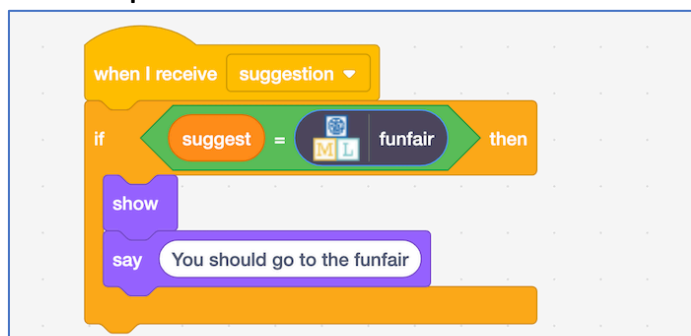 when I receive suggestion
if suggest = ML funfair then
show
say You should go to the funfair